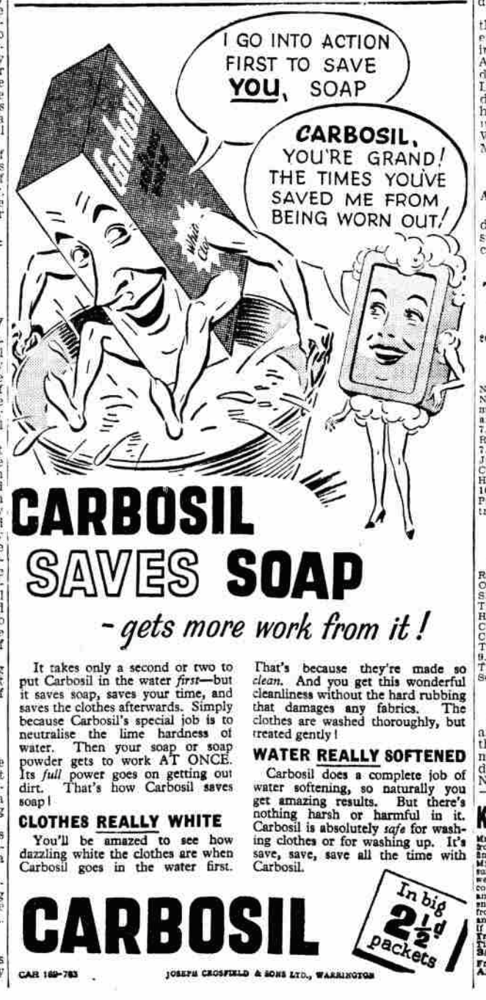 I GO INTO ACTION
FIRST TO SAVE
YOU, SOAP
CARBOSIL,
YOU'RE GRAND!
THE TIMES YOU'VE
SAVED ME FROM
BEING WORN OUT!
Carbosil
CARBOSIL
SAVES SOAP
- gets more work from it!
It takes only a second or two to
put Carbosil in the water first—but
it saves soap, saves your time, and
saves the clothes afterwards. Simply
because Carbosil's special job is to
neutralise the lime hardness of
water. Then your soap or soap
powder gets to work AT ONCE.
Its full power goes on getting out
dirt. That's how Carbosil saves
soap!
CLOTHES REALLY WHITE
You'll be amazed to see how
dazzling white the clothes are when
Carbosil goes in the water first.
That's because they're made so
clean. And you get this wonderful
cleanliness without the hard rubbing
that damages any fabrics. The
clothes are washed thoroughly, but
treated gently!
WATER REALLY SOFTENED
Carbosil does a complete job of
water softening, so naturally you
get amazing results. But there's
nothing harsh or harmful in it.
Carbosil is absolutely safe for wash-
ing clothes or for washing up. It's
save, save, save all the time with
Carbosil.
CARBOSIL
In big
2½d
packets
CAR 169-783
JOSEPH CROSFIELD & SONS LTD., WARRINGTON